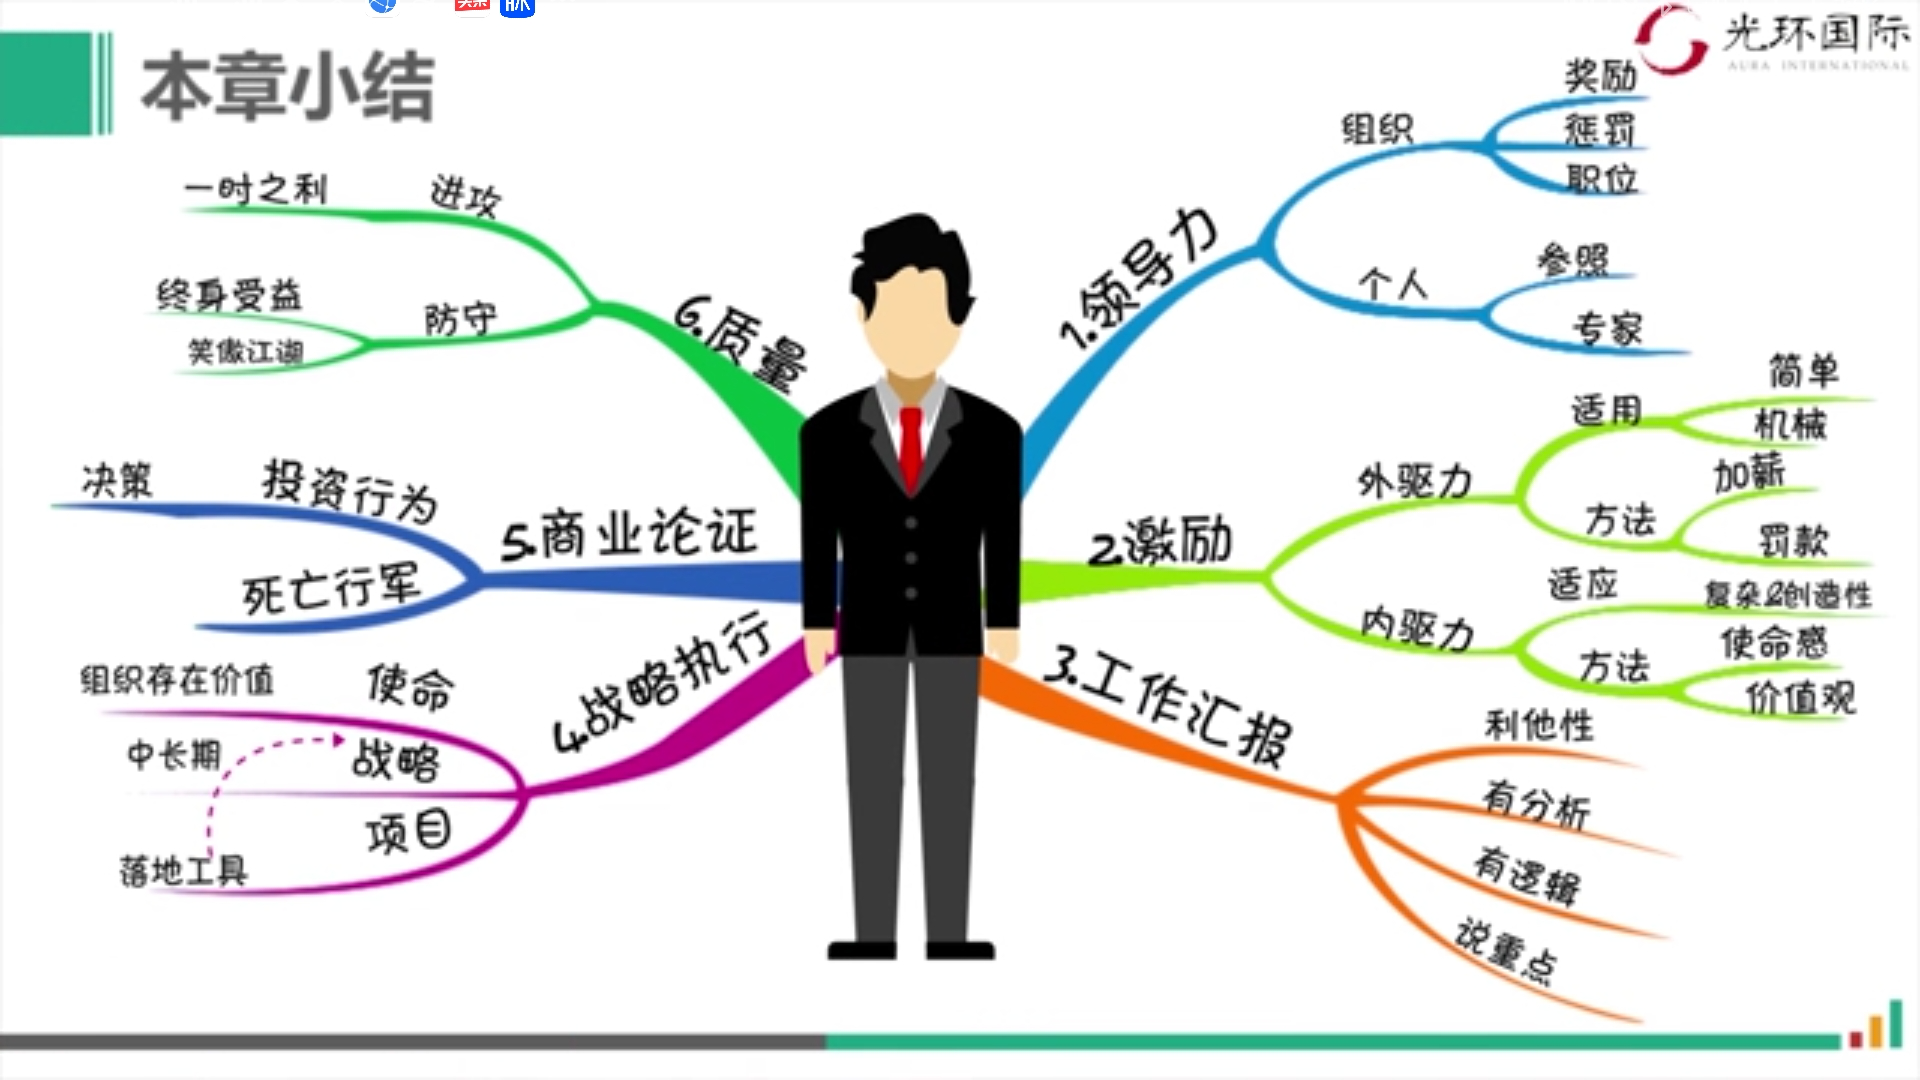 本章小结
光环国际
AURA INTERNATIONAL
1.领导力
组织
奖励
惩罚
职位
个人
参照
专家
2.激励
外驱力
适用
简单
机械
方法
加薪
罚款
内驱力
适应
复杂&创造性
方法
使命感
价值观
3.工作汇报
利他性
有分析
有逻辑
说重点
4.战略执行
使命
组织存在价值
战略
中长期
项目
落地工具
5.商业论证
投资行为
决策
死亡行军
6.质量
进攻
一时之利
防守
终身受益
笑傲江湖